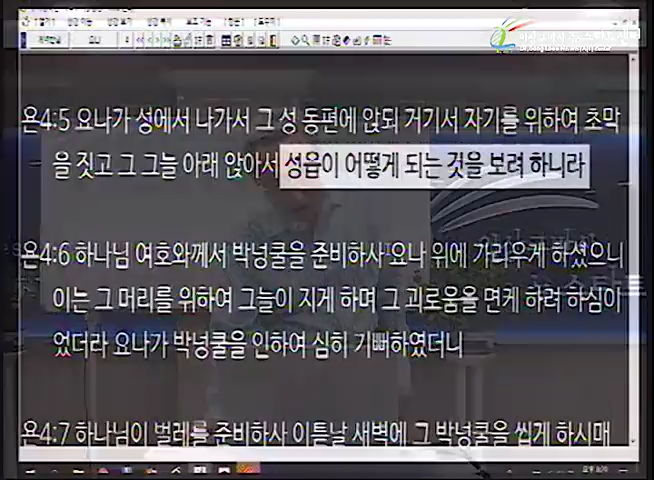 욘4:5 요나가 성에서 나가서 그 성 동편에 앉되 거기서 자기를 위하여 초막
을 짓고 그 그늘 아래 앉아서 성읍이 어떻게 되는 것을 보려 하니라
욘4:6 하나님 여호와께서 박넝쿨을 준비하사 요나 위에 가리우게 하셨으니
이는 그 머리를 위하여 그늘이 지게 하며 그 괴로움을 면케 하려 하심이
었더라 요나가 박넝쿨을 인하여 심히 기뻐하였더니
욘4:7 하나님이 벌레를 준비하사 이튿날 새벽에 그 박넝쿨을 씹게 하시매